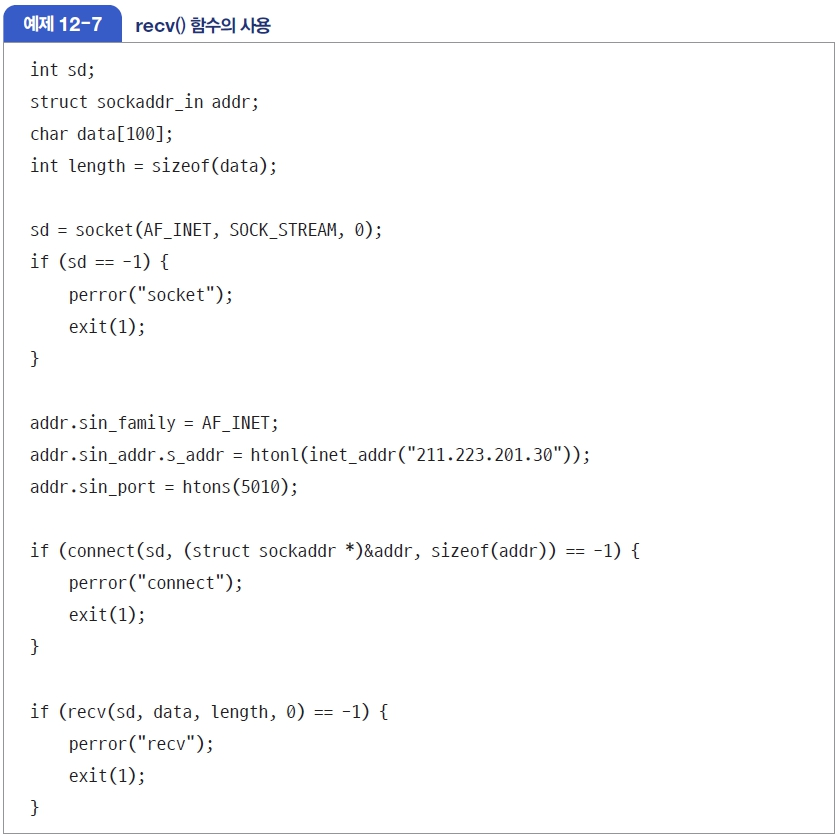 예제 12-7 recv() 함수의 사용
int sd;
struct sockaddr_in addr;
char data[100];
int length = sizeof(data);
sd = socket(AF_INET, SOCK_STREAM, 0);
if (sd == -1) {
    perror("socket");
    exit(1);
}
addr.sin_family = AF_INET;
addr.sin_addr.s_addr = htonl(inet_addr("211.223.201.30"));
addr.sin_port = htons(5010);
if (connect(sd, (struct sockaddr *)&addr, sizeof(addr)) == -1) {
    perror("connect");
    exit(1);
}
if (recv(sd, data, length, 0) == -1) {
    perror("recv");
    exit(1);
}